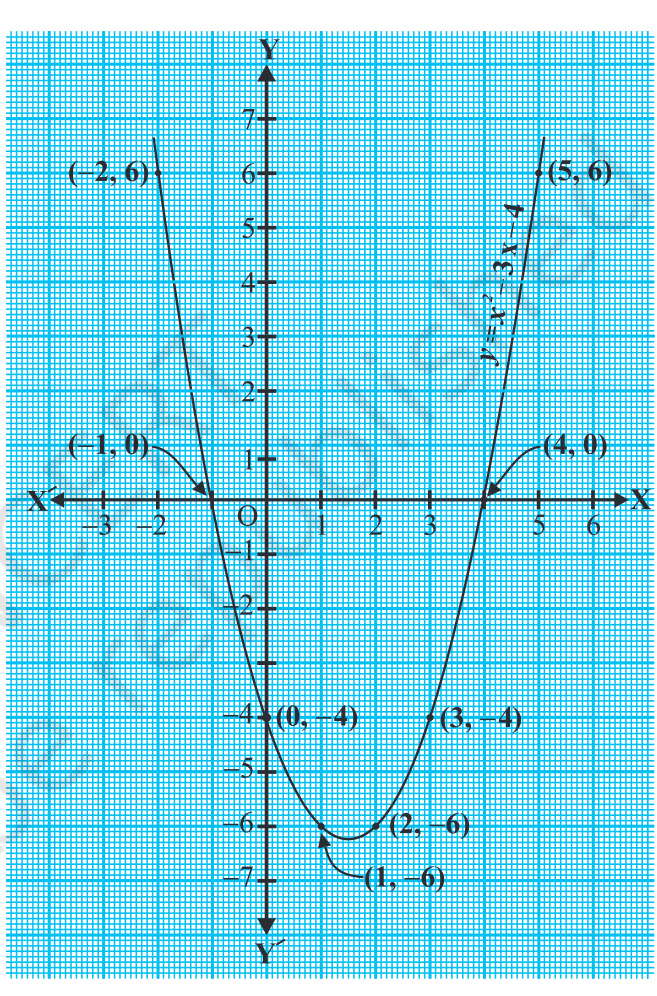 Y
7
(−2, 6) 6 (5, 6)
5
y = x² – 3x – 4
4
3
2
(−1, 0) (4, 0)
1
X′ X
O
−3 −2 1 2 3 5 6
−1
−2
−4 (0, −4) (3, −4)
−5
−6 (2, −6)
−7 (1, −6)
Y′